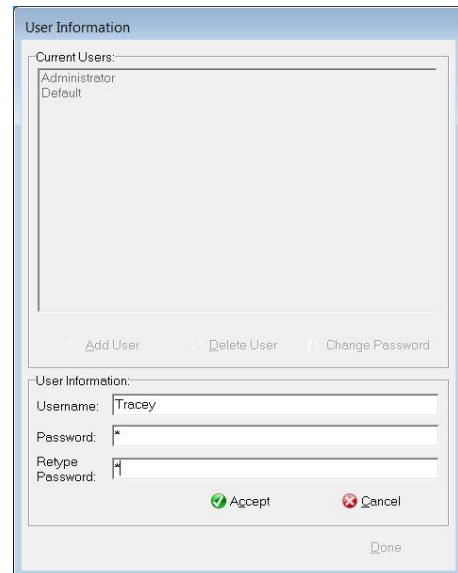 User Information
Current Users:
Administrator
Default
Add User Delete User Change Password
User Information:
Username: Tracey
Password: *
Retype
Password: *
Accept Cancel
Done